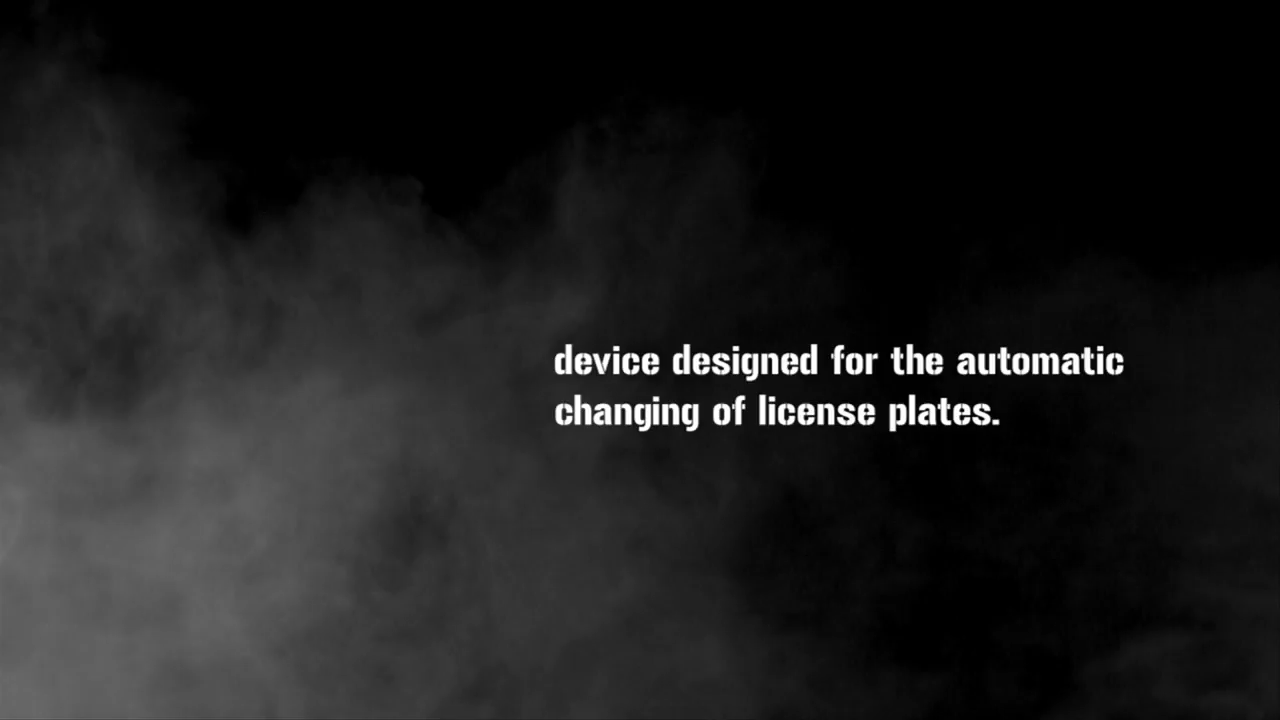 device designed for the automatic
changing of license plates.